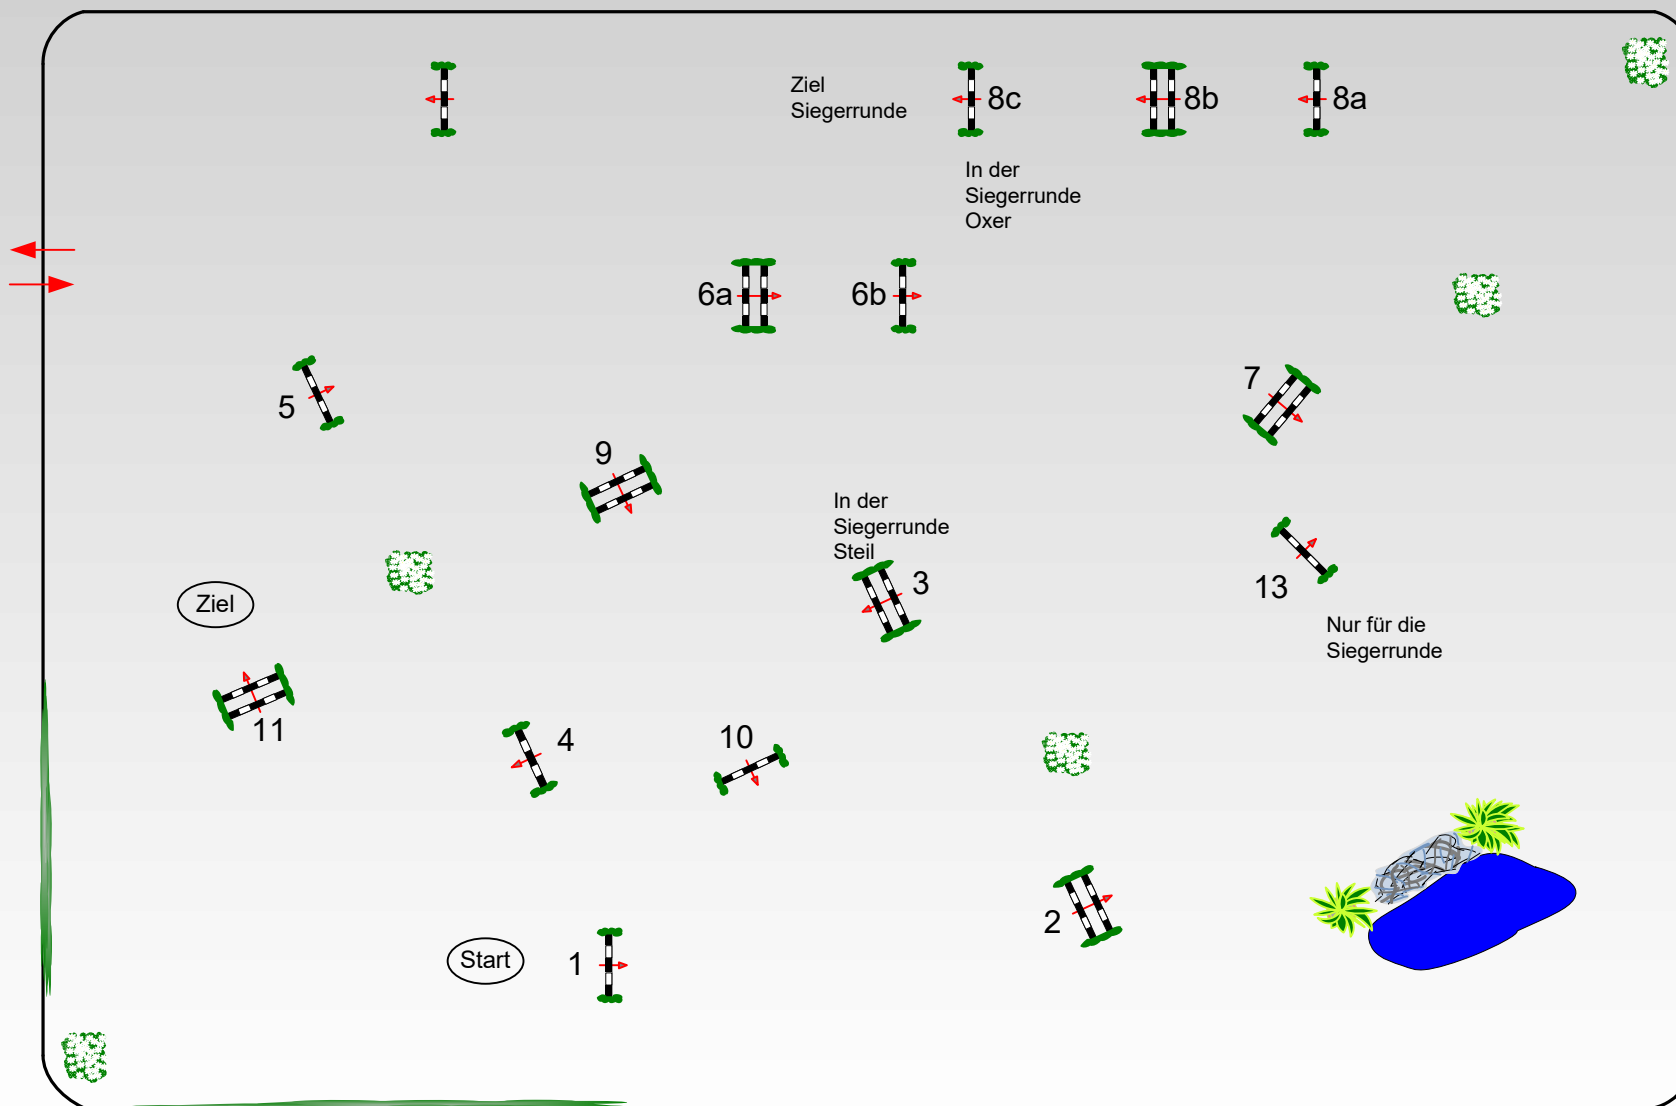 Ziel
Siegerrunde
8c
8b
8a
In der
Siegerrunde
Oxer
6a
6b
5
7
9
In der
Siegerrunde
Steil
3
13
Ziel
Nur für die
Siegerrunde
11
4
10
2
Start
1